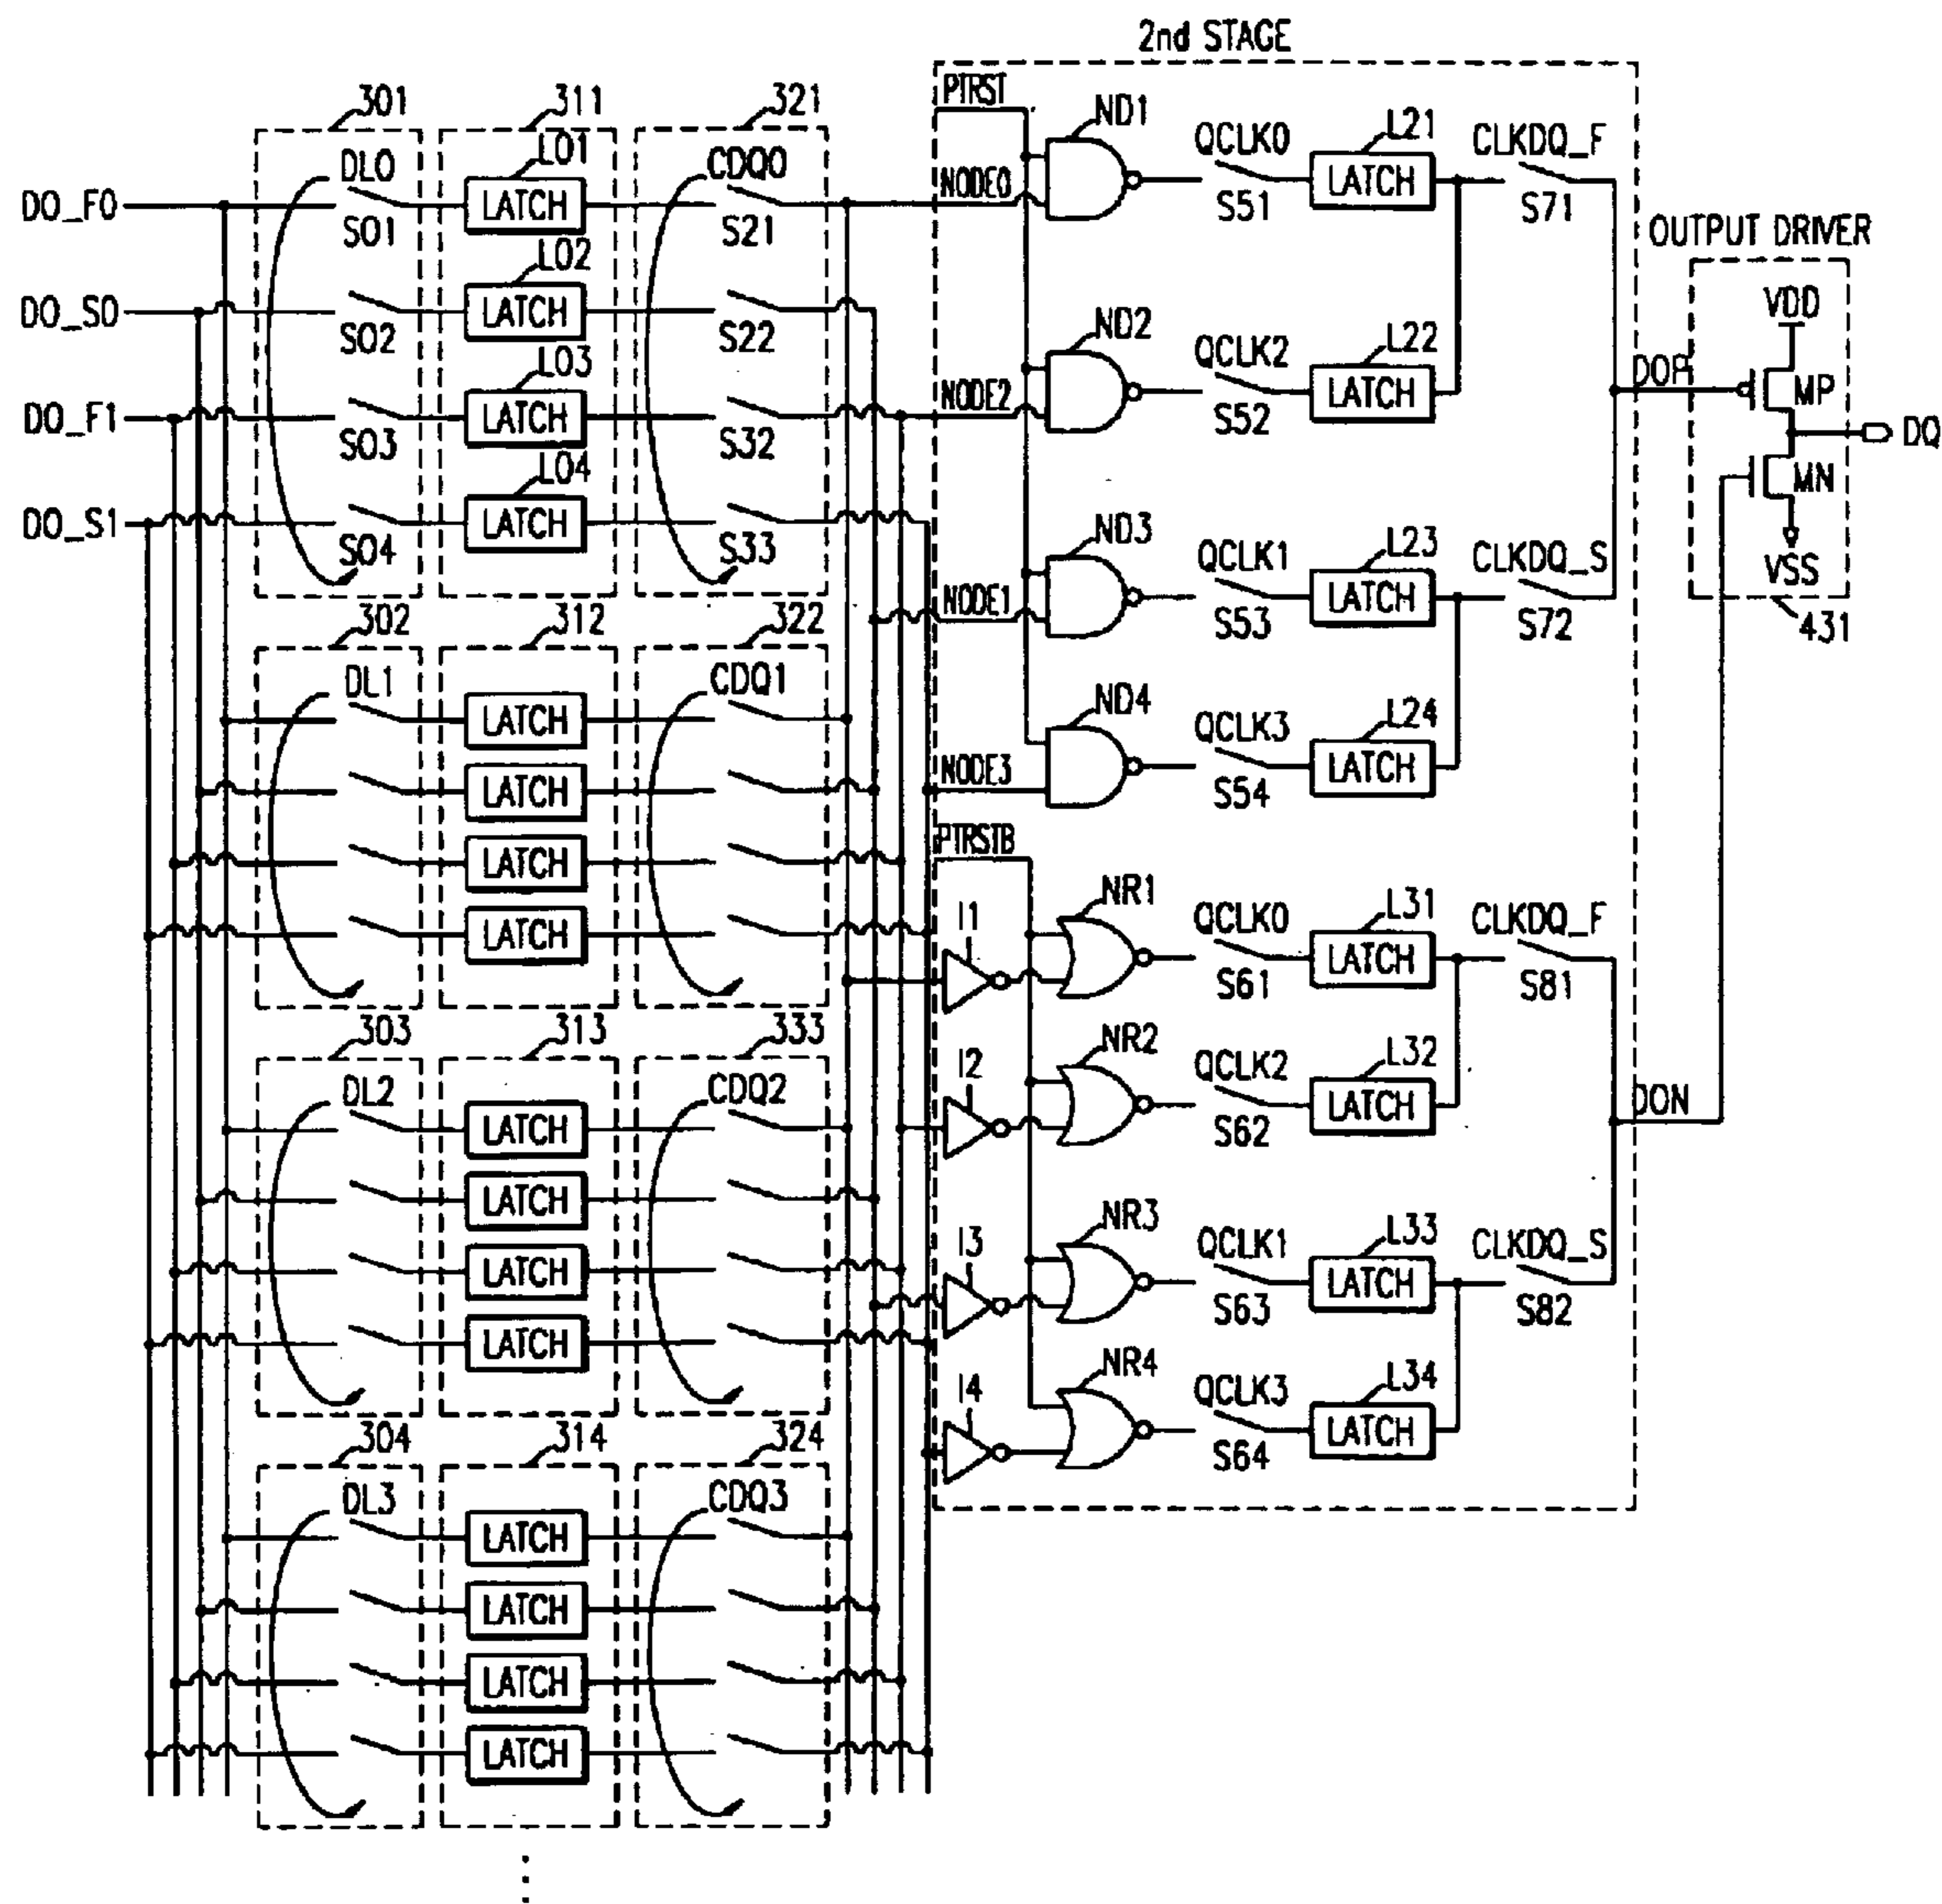 2nd STAGE
301
311
321
PTRST
ND1
L01
DL0
LATCH
CDQ0
QCLK0
L21
LATCH
CLKDQ_F
DO_F0
S01
S21
NODE0
S51
S71
L02
OUTPUT DRIVER
DO_S0
LATCH
S02
S22
ND2
QCLK2
L22
LATCH
VDD
L03
DO_F1
LATCH
S03
S32
NODE2
S52
DOP
MP
DQ
L04
DO_S1
LATCH
S04
S33
ND3
QCLK1
L23
LATCH
CLKDQ_S
MN
VSS
NODE1
S53
S72
431
302
312
322
DL1
LATCH
CDQ1
ND4
QCLK3
L24
LATCH
LATCH
NODE3
S54
LATCH
PTRSTB
LATCH
NR1
QCLK0
L31
LATCH
CLKDQ_F
I1
S61
S81
303
313
333
DL2
LATCH
CDQ2
I2
NR2
QCLK2
L32
LATCH
DON
S62
LATCH
LATCH
I3
NR3
QCLK1
L33
LATCH
CLKDQ_S
LATCH
S63
S82
I4
NR4
QCLK3
L34
LATCH
S64
304
314
324
DL3
LATCH
CDQ3
LATCH
LATCH
LATCH